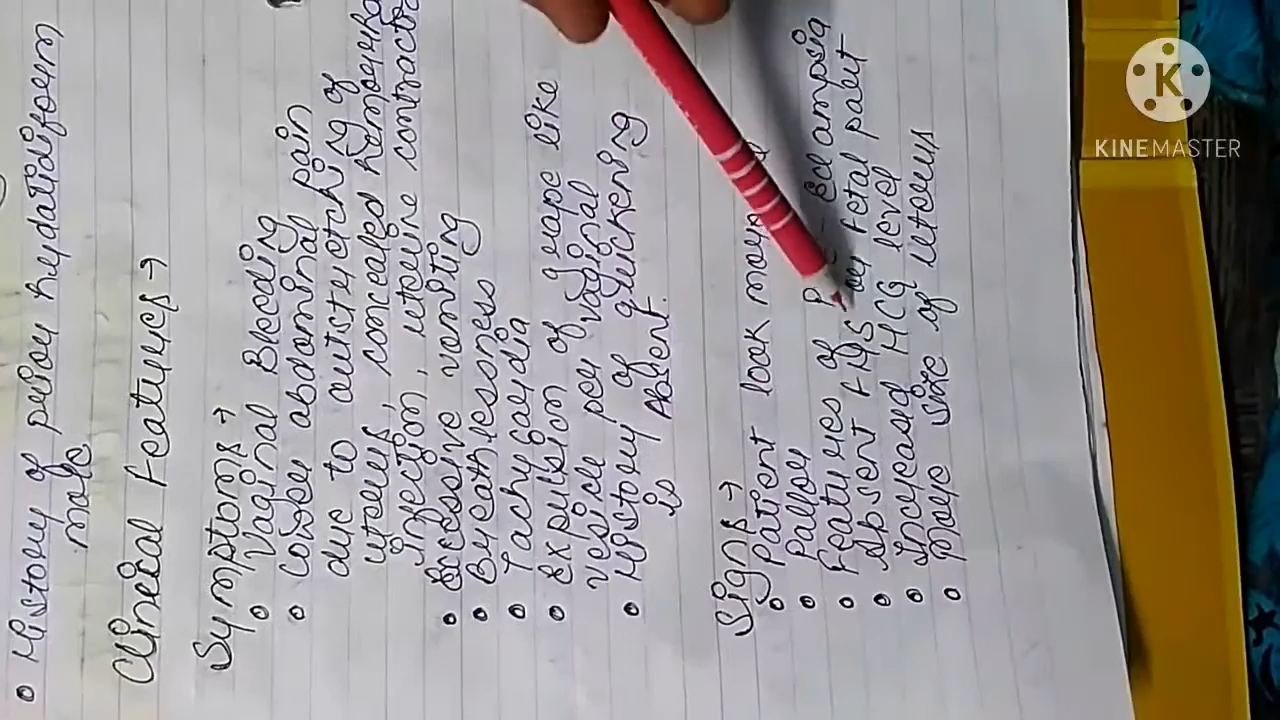 • History of prior hydatidiform
mole
Clinical Features →
Symptoms →
• Vaginal Bleeding
• Lower abdominal pain
due to overstretching of
uterus, concealed hemorrhage
infection, uterine contraction
• Excessive vomiting
• Breathlessness
• Tachycardia
• Expulsion of grape like
vesicle per vaginal
• History of quickening
is Absent.
Signs →
• Patient look more
• Pallor
• Features of Pre-Eclampsia
• Absent FHS or fetal part
• Increased HCG level
• More size of uterus
K
KINEMASTER